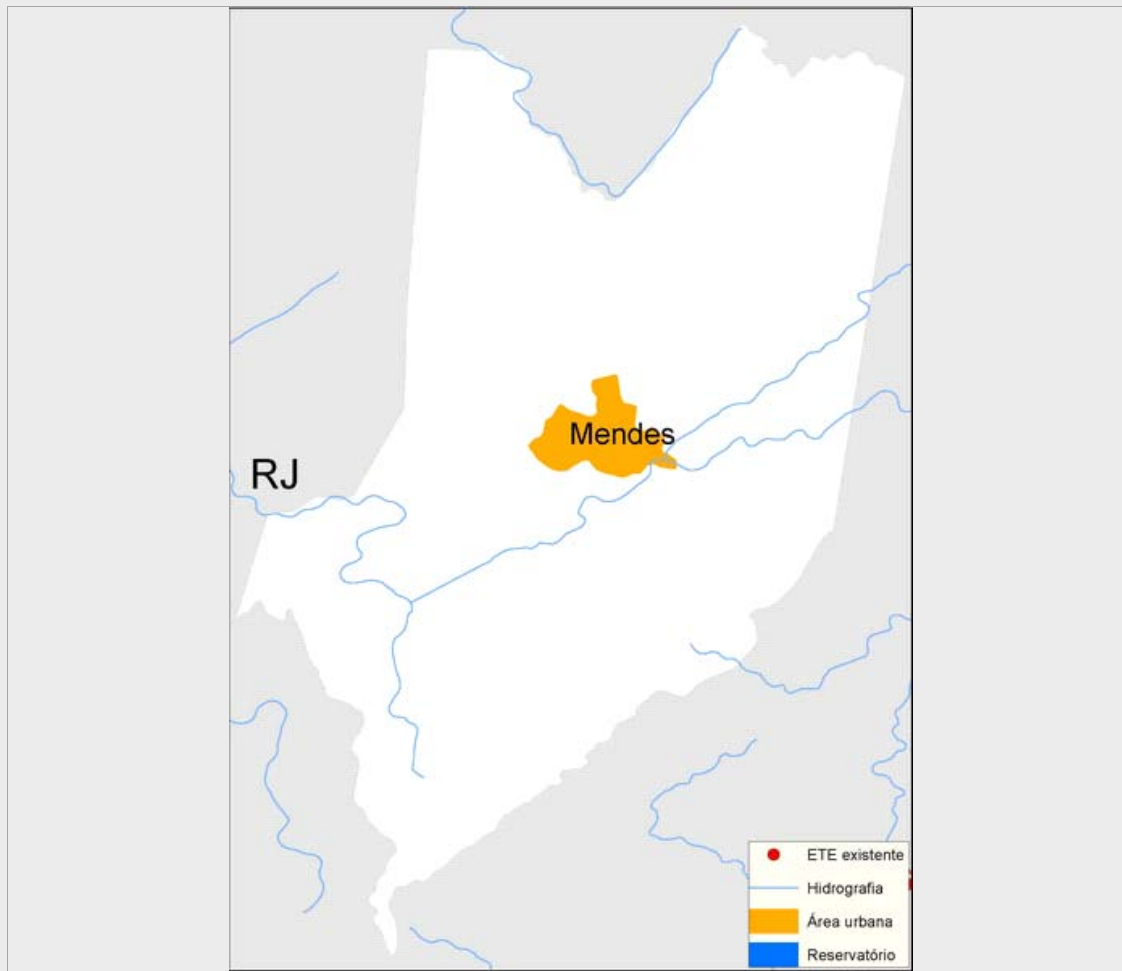 Mendes
RJ
ETE existente
Hidrografia
Área urbana
Reservatório